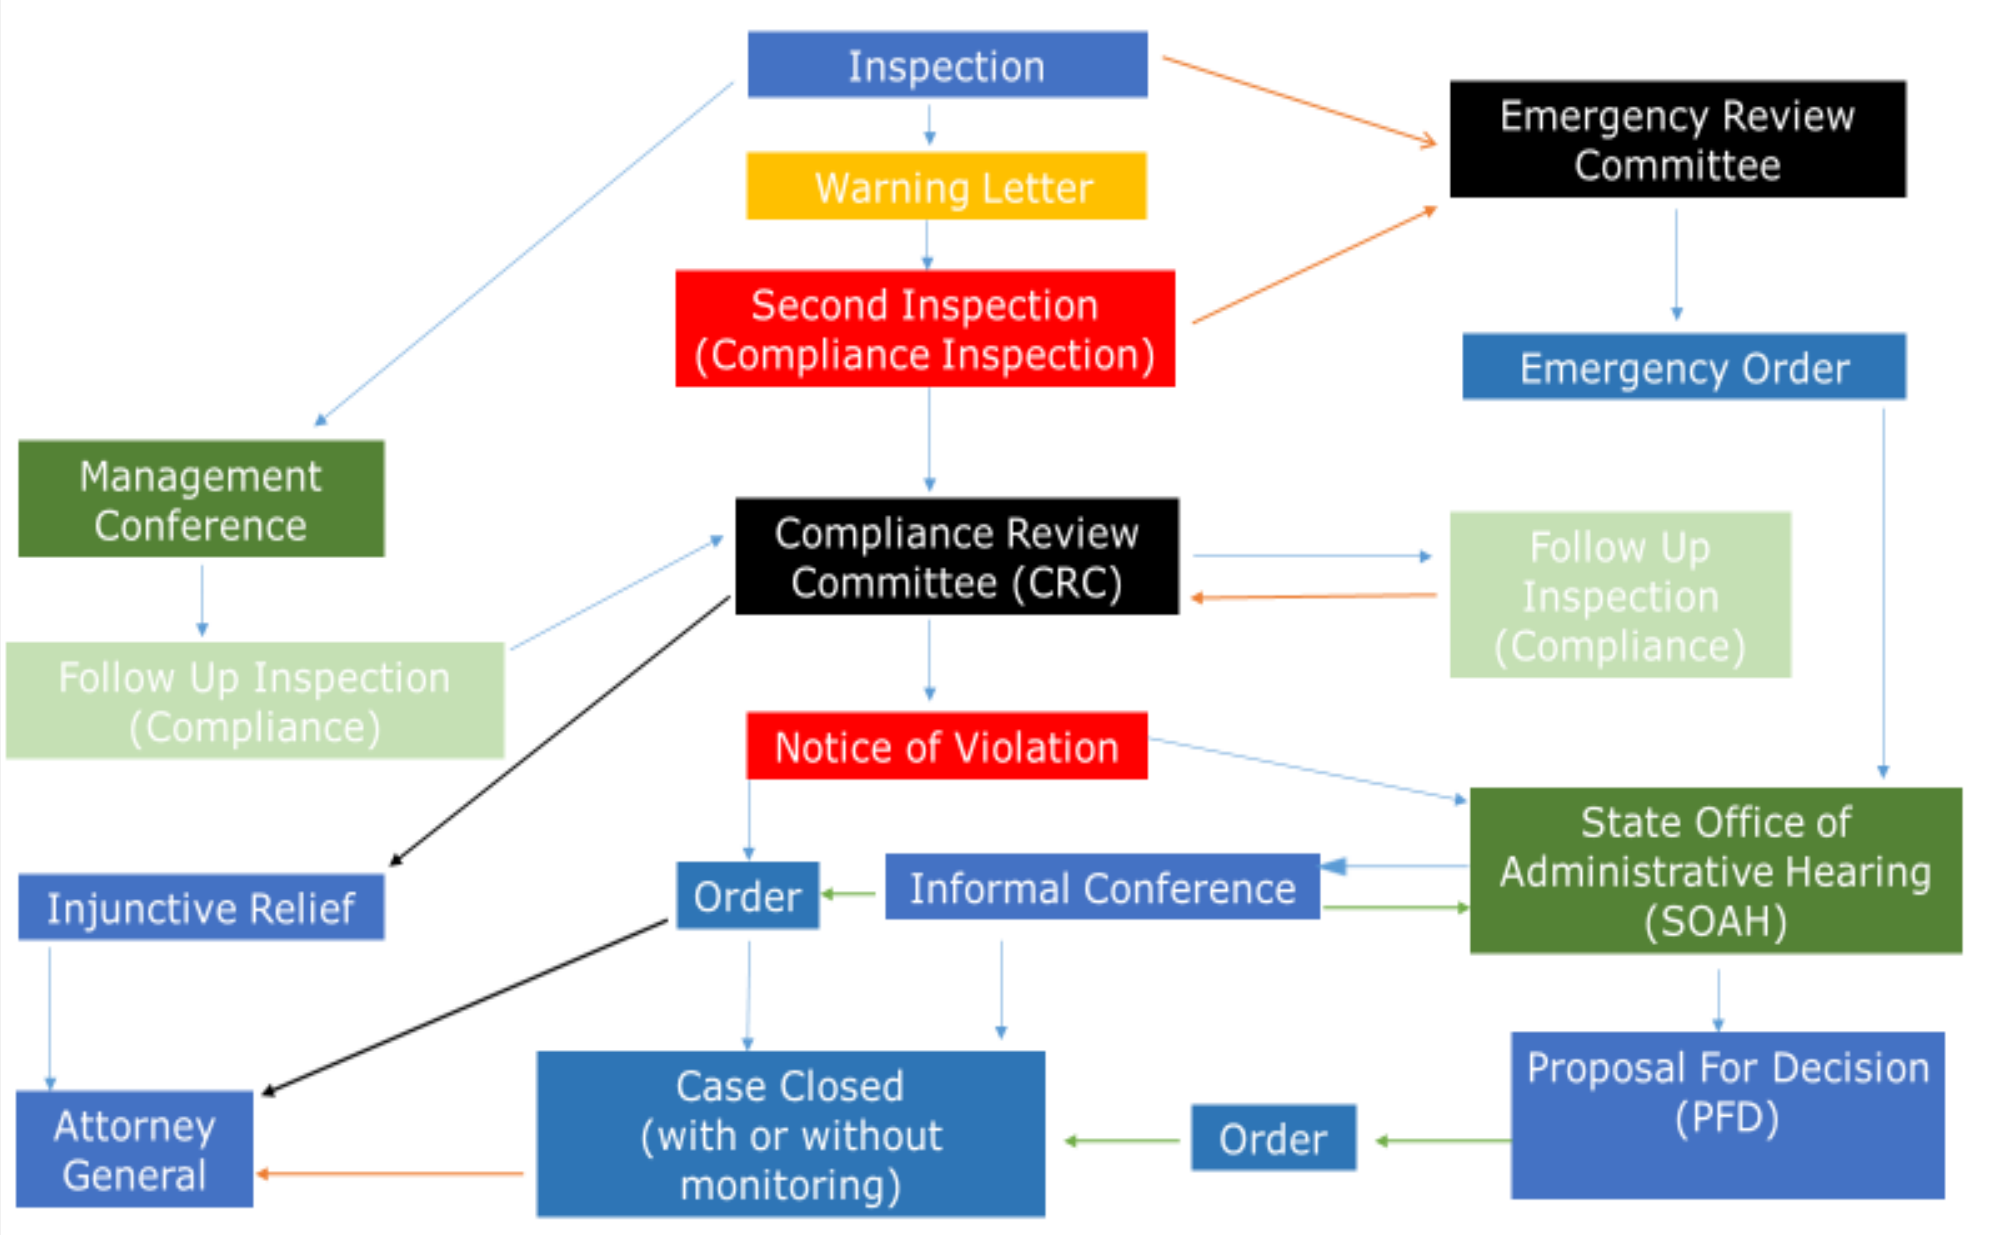 Inspection
Emergency Review
Committee
Warning Letter
Second Inspection
(Compliance Inspection)
Emergency Order
Management
Conference
Compliance Review
Committee (CRC)
Follow Up
Inspection
(Compliance)
Follow Up Inspection
(Compliance)
Notice of Violation
State Office of
Administrative Hearing
(SOAH)
Injunctive Relief
Order
Informal Conference
Proposal For Decision
(PFD)
Case Closed
(with or without
monitoring)
Order
Attorney
General